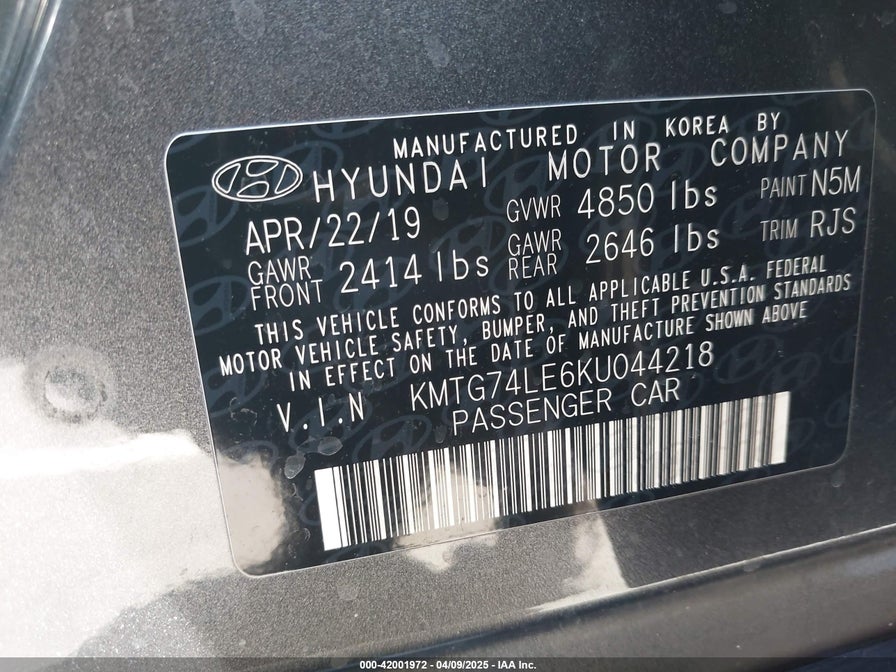 MANUFACTURED IN KOREA BY
HYUNDAI MOTOR COMPANY
APR/22/19 GVWR 4850 lbs PAINT N5M
GAWR FRONT 2414 lbs GAWR REAR 2646 lbs TRIM RJS
THIS VEHICLE CONFORMS TO ALL APPLICABLE U.S.A. FEDERAL
MOTOR VEHICLE SAFETY, BUMPER, AND THEFT PREVENTION STANDARDS
IN EFFECT ON THE DATE OF MANUFACTURE SHOWN ABOVE
V.I.N KMTG74LE6KU044218
PASSENGER CAR
000-42001972 - 04/09/2025 - IAA Inc.